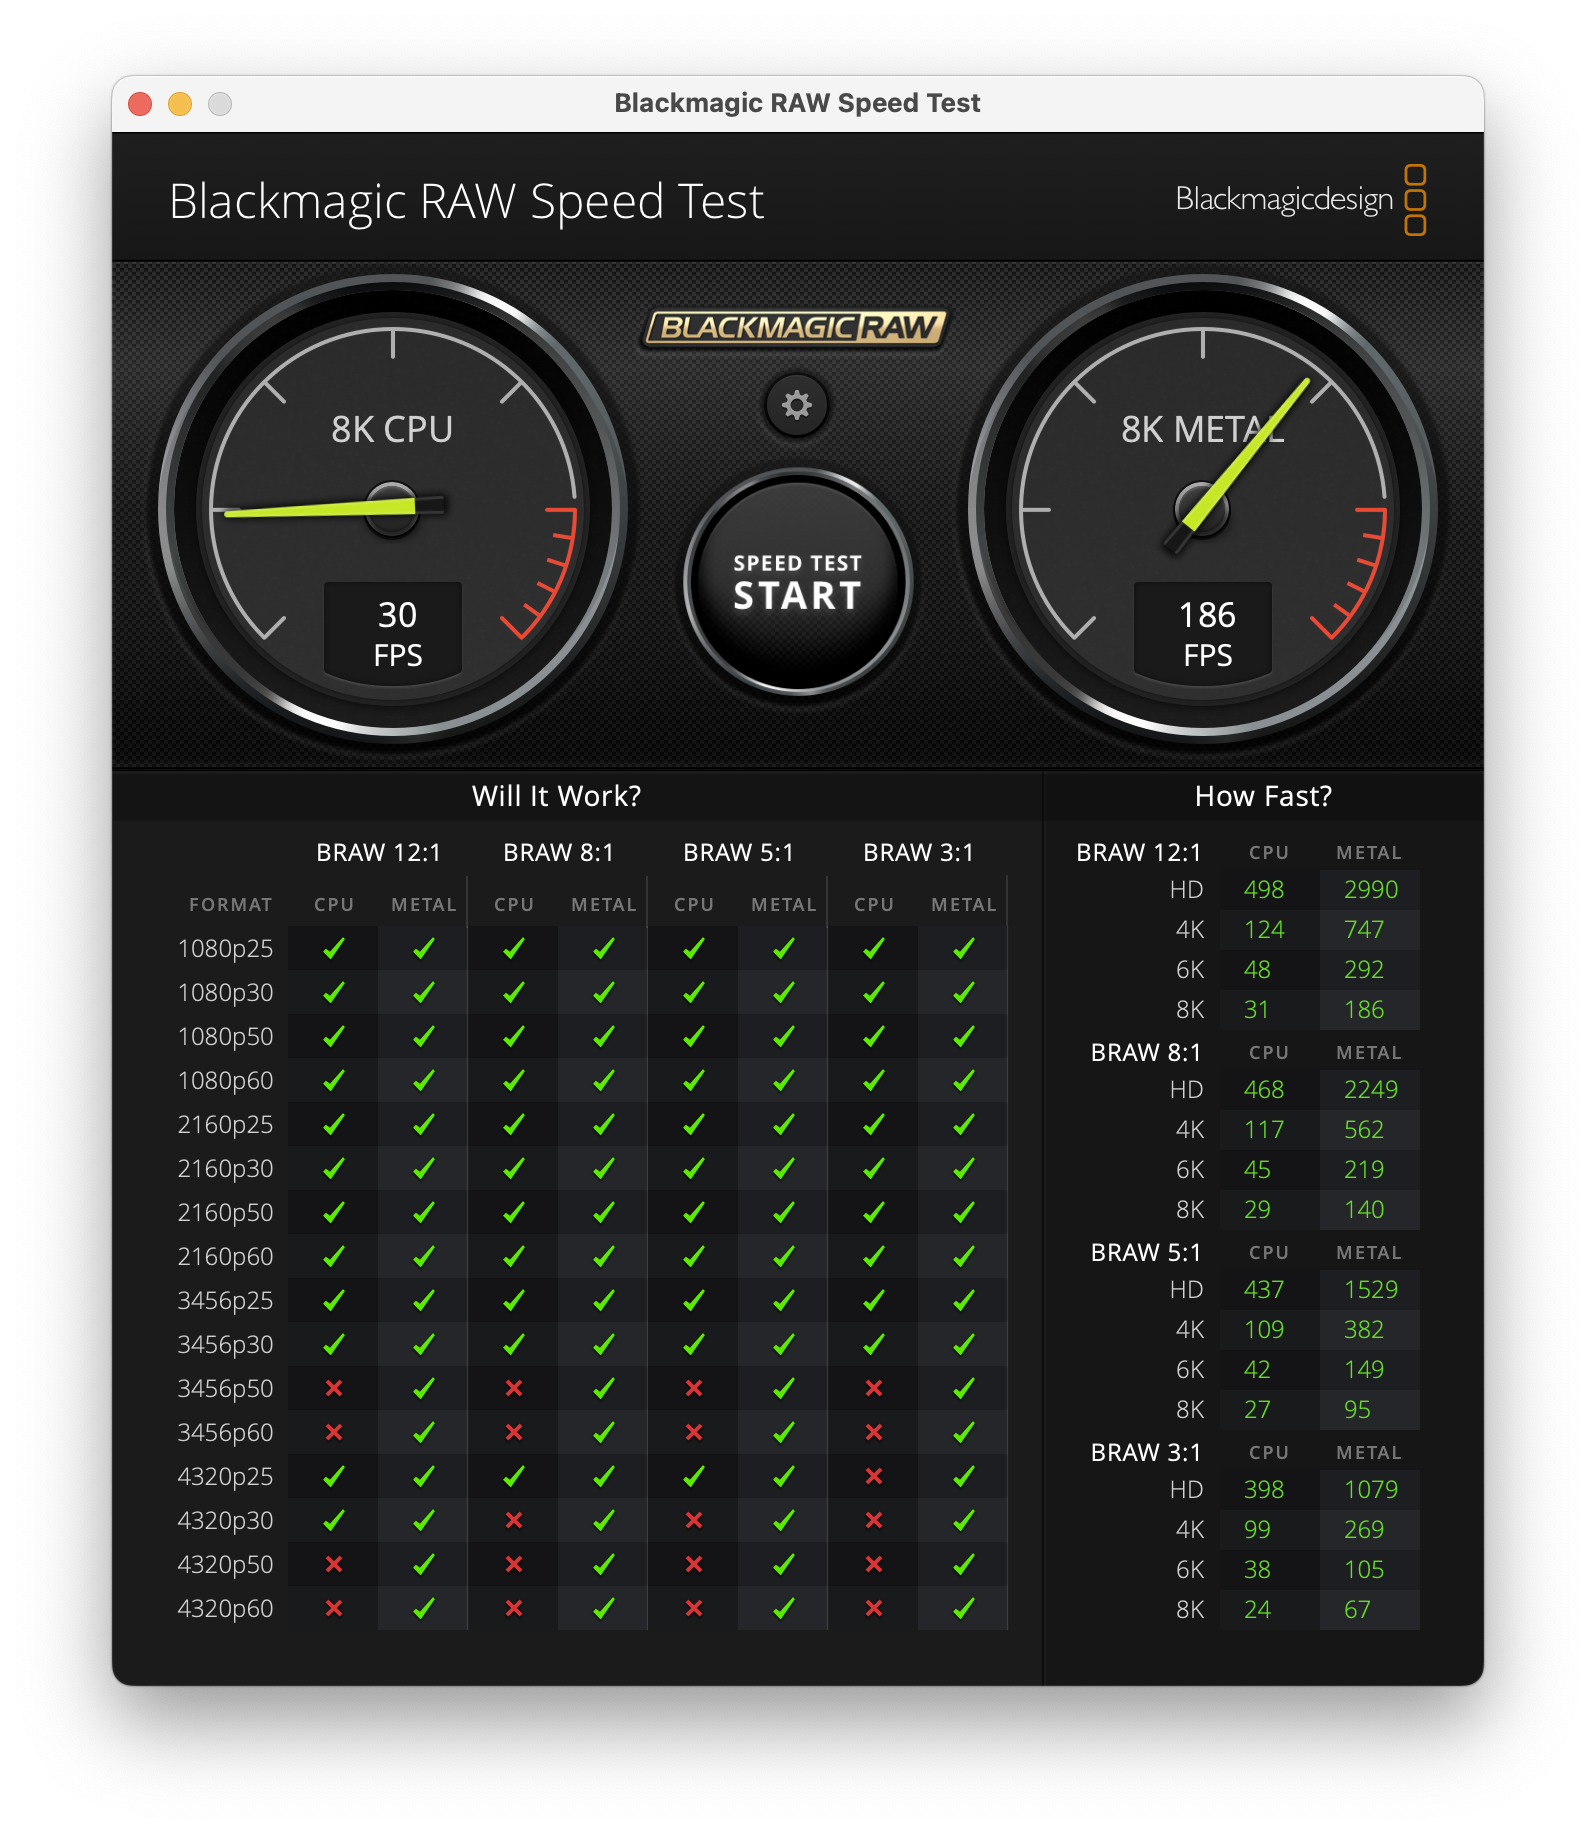 Blackmagic RAW Speed Test
Blackmagic RAW Speed Test
Blackmagicdesign
BLACKMAGIC RAW
8K CPU
30
FPS
SPEED TEST
START
8K METAL
186
FPS
Will It Work?
BRAW 12:1 BRAW 8:1 BRAW 5:1 BRAW 3:1
FORMAT CPU METAL CPU METAL CPU METAL CPU METAL
1080p25
1080p30
1080p50
1080p60
2160p25
2160p30
2160p50
2160p60
3456p25
3456p30
3456p50
3456p60
4320p25
4320p30
4320p50
4320p60
How Fast?
BRAW 12:1 CPU METAL
HD 498 2990
4K 124 747
6K 48 292
8K 31 186
BRAW 8:1 CPU METAL
HD 468 2249
4K 117 562
6K 45 219
8K 29 140
BRAW 5:1 CPU METAL
HD 437 1529
4K 109 382
6K 42 149
8K 27 95
BRAW 3:1 CPU METAL
HD 398 1079
4K 99 269
6K 38 105
8K 24 67